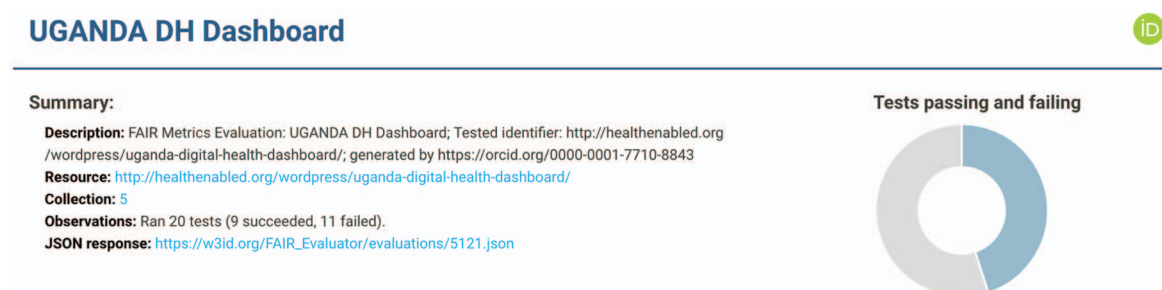 UGANDA DH Dashboard
iD
Summary:
Tests passing and failing
Description: FAIR Metrics Evaluation: UGANDA DH Dashboard; Tested identifier: http://healthenabled.org
/wordpress/uganda-digital-health-dashboard/; generated by https://orcid.org/0000-0001-7710-8843
Resource: http://healthenabled.org/wordpress/uganda-digital-health-dashboard/
Collection: 5
Observations: Ran 20 tests (9 succeeded, 11 failed).
JSON response: https://w3id.org/FAIR_Evaluator/evaluations/5121.json